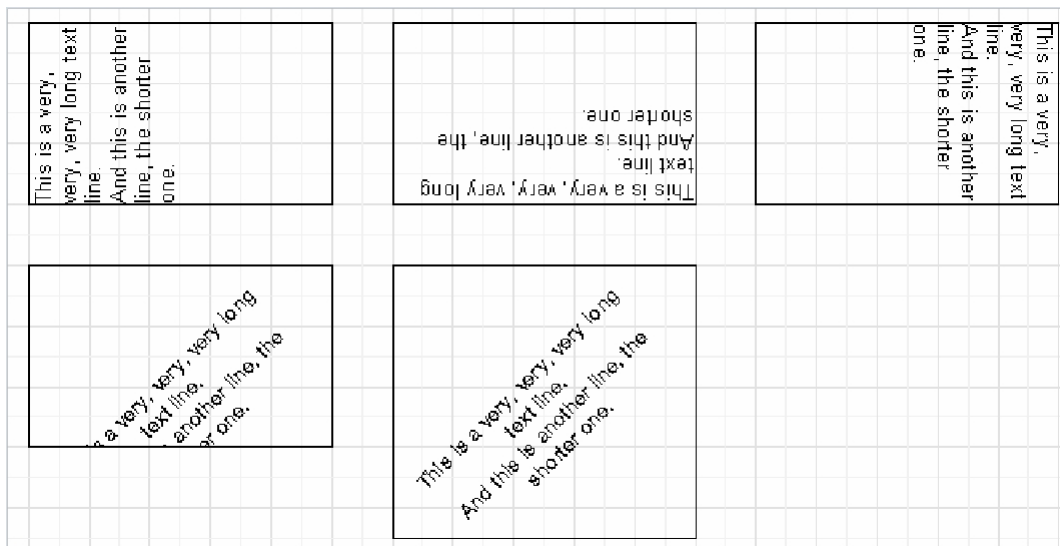 This is a very,
very, very long text
line.
And this is another
line, the shorter
one.
This is a very, very, very long
text line.
And this is another line, the
shorter one.
This is a very,
very, very long text
line.
And this is another
line, the shorter
one.
a very, very, very long
text line.
another line, the
one.
This is a very, very, very long
text line.
And this is another line, the
shorter one.